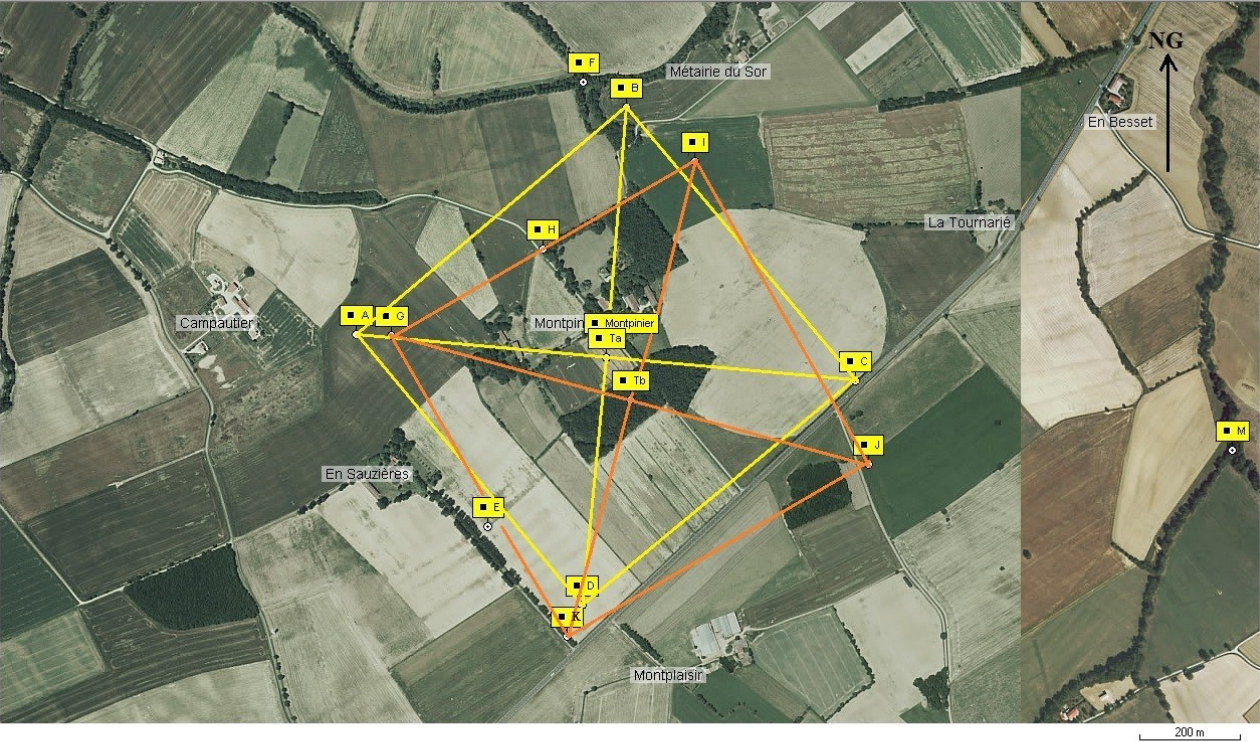 F
Métairie du Sor
NG
B
En Besset
I
La Tournarié
H
A
G
Campautier
Montpin
Montpinier
Ta
C
Tb
M
J
En Sauzières
E
D
K
Montplaisir
200 m